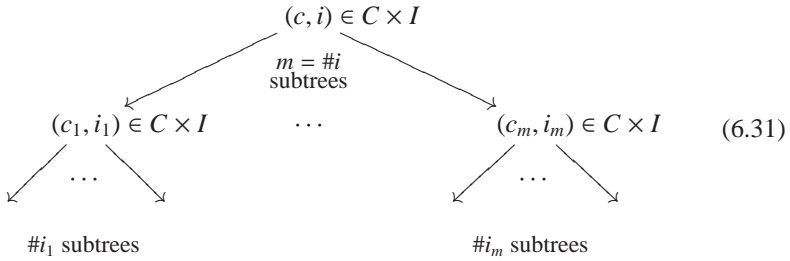 (c, i) ∈ C × I
m = #i
subtrees
(c₁, i₁) ∈ C × I ⋯ (cₘ, iₘ) ∈ C × I (6.31)
⋯ ⋯
#i₁ subtrees #iₘ subtrees